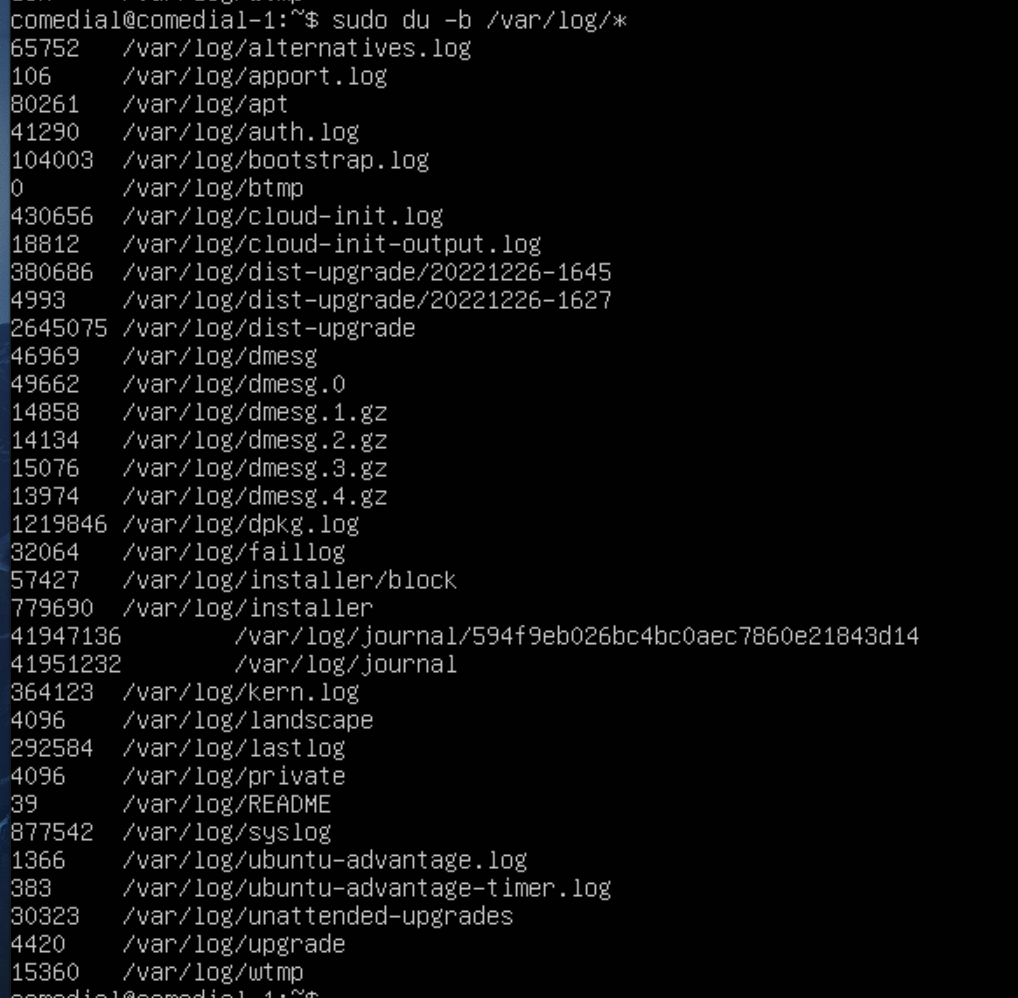 comedial@comedial-1:~$ sudo du -b /var/log/*
65752 /var/log/alternatives.log
106 /var/log/apport.log
80261 /var/log/apt
41290 /var/log/auth.log
104003 /var/log/bootstrap.log
0 /var/log/btmp
430656 /var/log/cloud-init.log
18812 /var/log/cloud-init-output.log
380686 /var/log/dist-upgrade/20221226-1645
4993 /var/log/dist-upgrade/20221226-1627
2645075 /var/log/dist-upgrade
46969 /var/log/dmesg
49662 /var/log/dmesg.0
14858 /var/log/dmesg.1.gz
14134 /var/log/dmesg.2.gz
15076 /var/log/dmesg.3.gz
13974 /var/log/dmesg.4.gz
1219846 /var/log/dpkg.log
32064 /var/log/faillog
57427 /var/log/installer/block
779690 /var/log/installer
41947136 /var/log/journal/594f9eb026bc4bc0aec7860e21843d14
41951232 /var/log/journal
364123 /var/log/kern.log
4096 /var/log/landscape
292584 /var/log/lastlog
4096 /var/log/private
39 /var/log/README
877542 /var/log/syslog
1366 /var/log/ubuntu-advantage.log
383 /var/log/ubuntu-advantage-timer.log
30323 /var/log/unattended-upgrades
4420 /var/log/upgrade
15360 /var/log/wtmp
comedial@comedial-1:~$